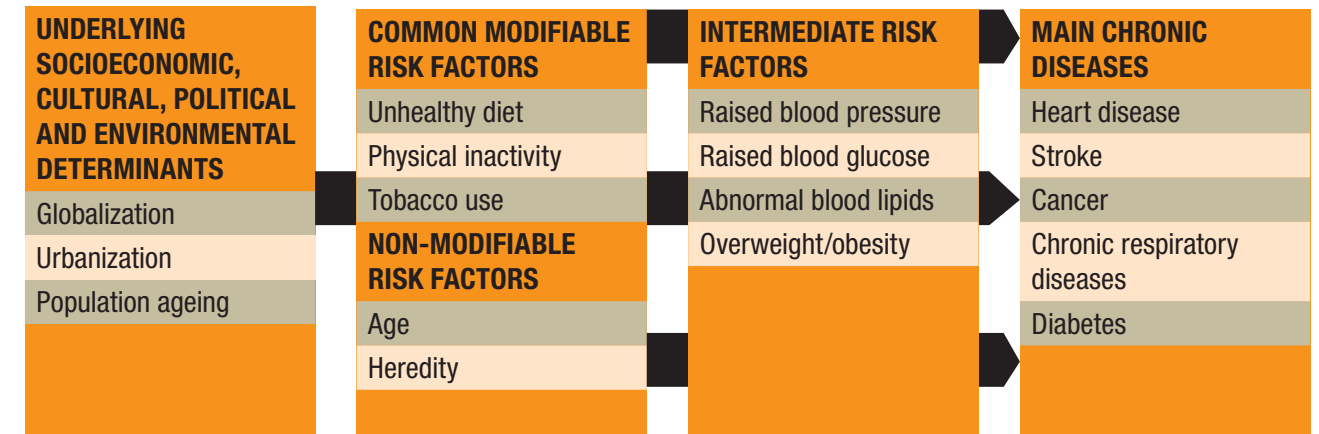 UNDERLYING
SOCIOECONOMIC,
CULTURAL, POLITICAL
AND ENVIRONMENTAL
DETERMINANTS
Globalization
Urbanization
Population ageing
COMMON MODIFIABLE
RISK FACTORS
Unhealthy diet
Physical inactivity
Tobacco use
NON-MODIFIABLE
RISK FACTORS
Age
Heredity
INTERMEDIATE RISK
FACTORS
Raised blood pressure
Raised blood glucose
Abnormal blood lipids
Overweight/obesity
MAIN CHRONIC
DISEASES
Heart disease
Stroke
Cancer
Chronic respiratory
diseases
Diabetes